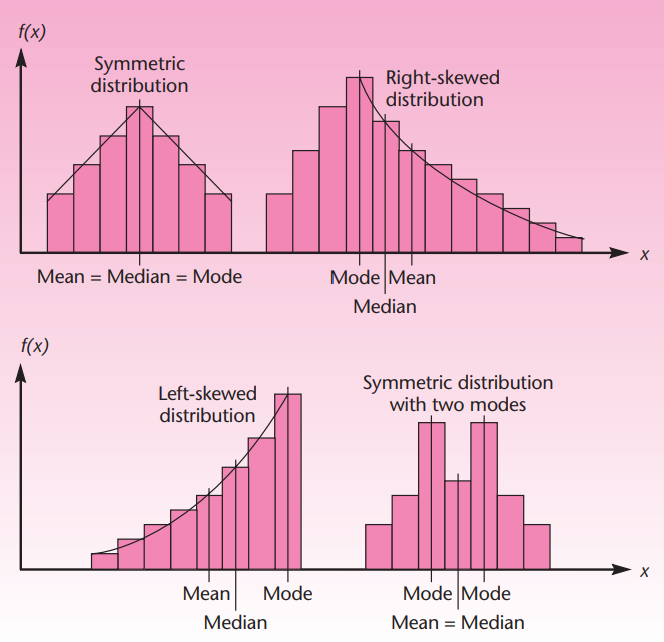 f(x)
Symmetric
distribution
Right-skewed
distribution
x
Mean = Median = Mode
Mode
Mean
Median
f(x)
Left-skewed
distribution
Symmetric distribution
with two modes
x
Mean
Mode
Median
Mode
Mode
Mean = Median